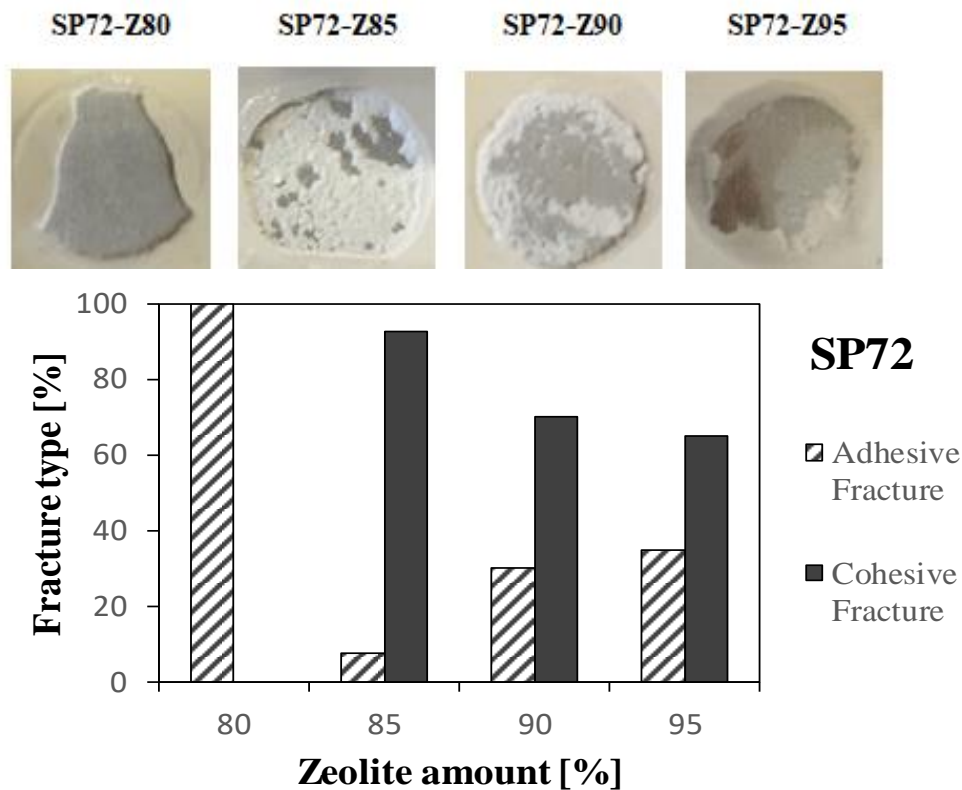 SP72-Z80 SP72-Z85 SP72-Z90 SP72-Z95
100
80
60
40
20
0
Fracture type [%]
80 85 90 95
Zeolite amount [%]
SP72
Adhesive
Fracture
Cohesive
Fracture